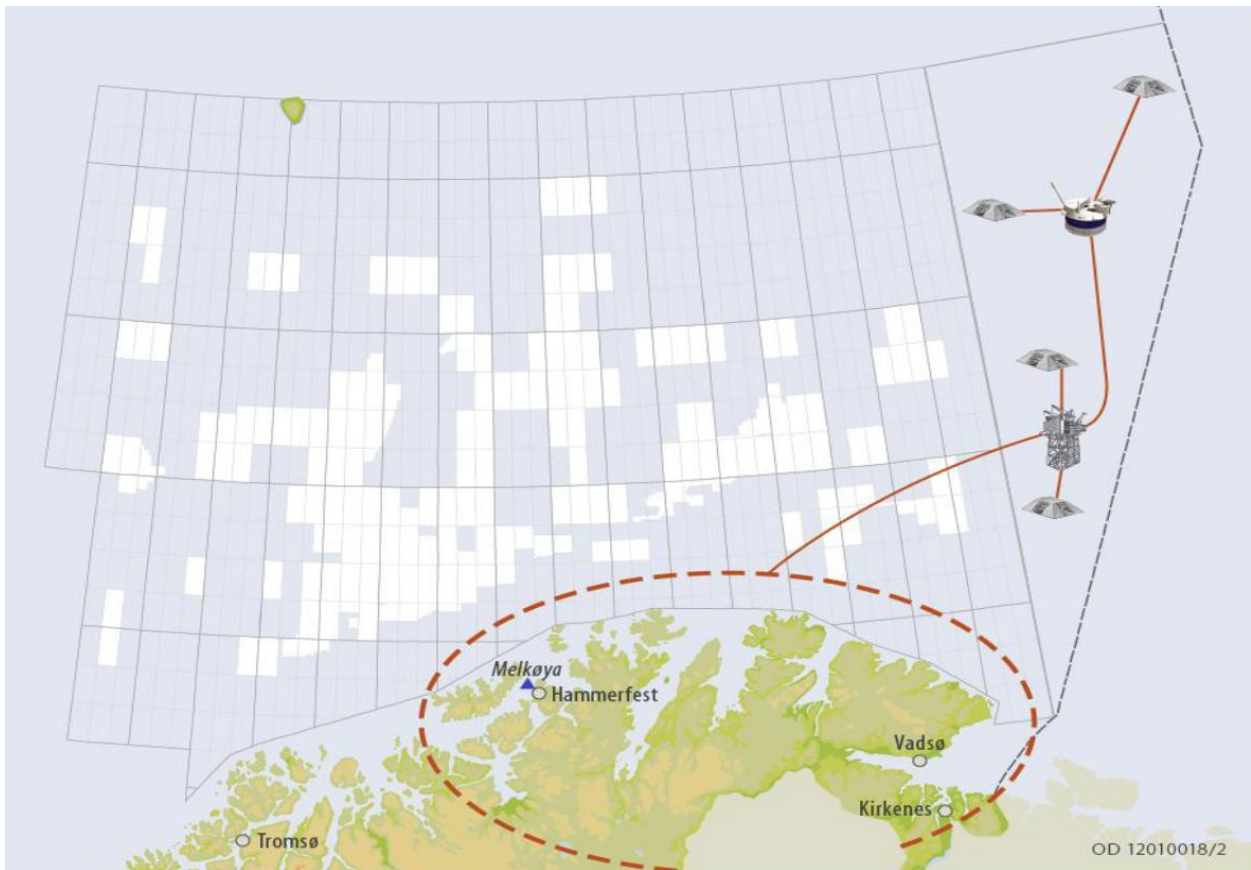 Melkøya
Hammerfest
Vadsø
Kirkenes
Tromsø
OD 12010018/2